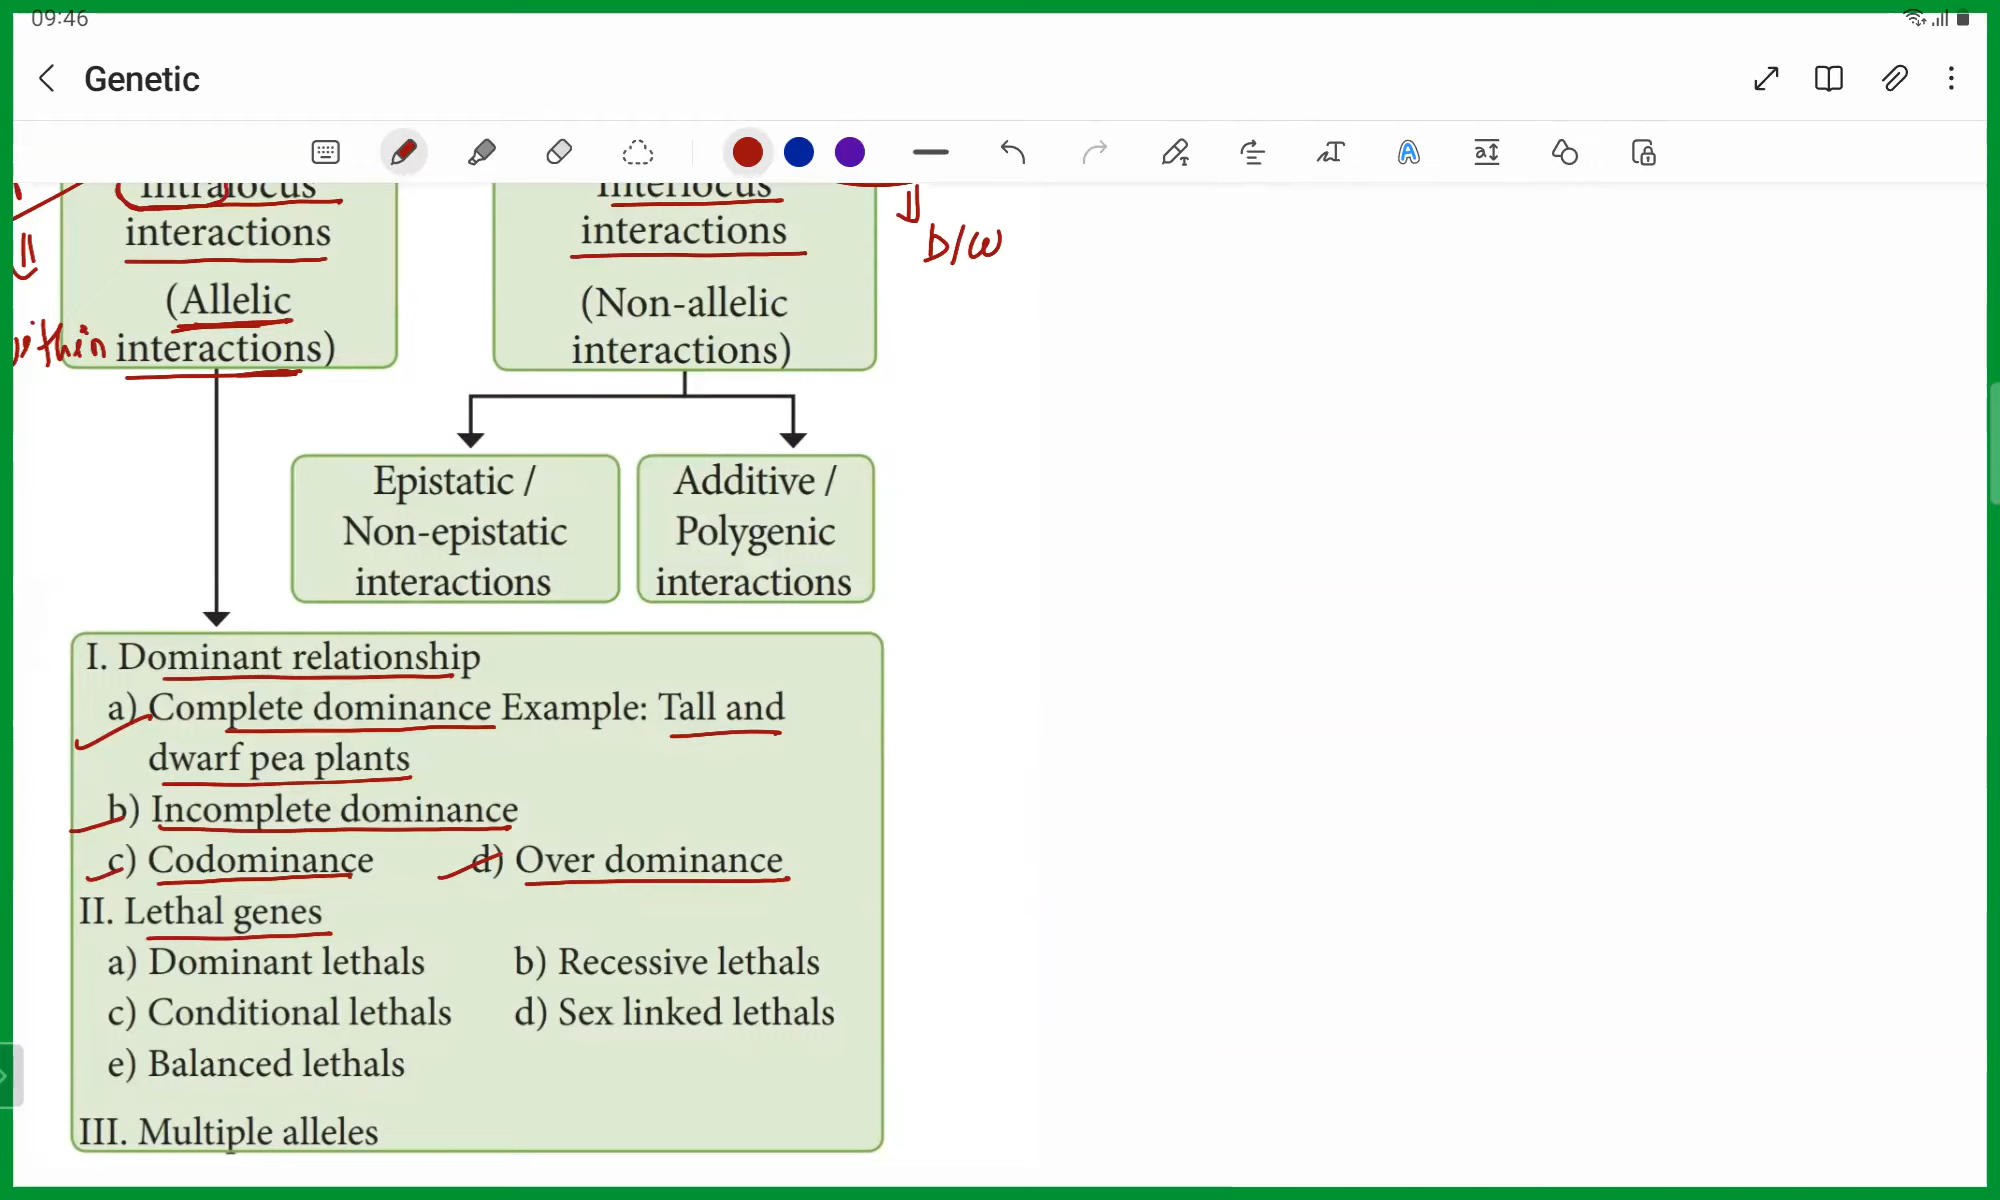 09:46
Genetic
Intralocus
interactions
(Allelic
interactions)
within
Interlocus
interactions
(Non-allelic
interactions)
b/w
Epistatic /
Non-epistatic
interactions
Additive /
Polygenic
interactions
I. Dominant relationship
a) Complete dominance Example: Tall and
dwarf pea plants
b) Incomplete dominance
c) Codominance d) Over dominance
II. Lethal genes
a) Dominant lethals b) Recessive lethals
c) Conditional lethals d) Sex linked lethals
e) Balanced lethals
III. Multiple alleles